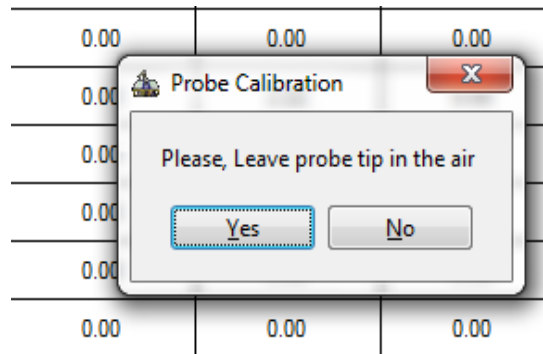 0.00 0.00 0.00
0.00 Probe Calibration
0.00 Please, Leave probe tip in the air
0.00 Yes No
0.00
0.00 0.00 0.00